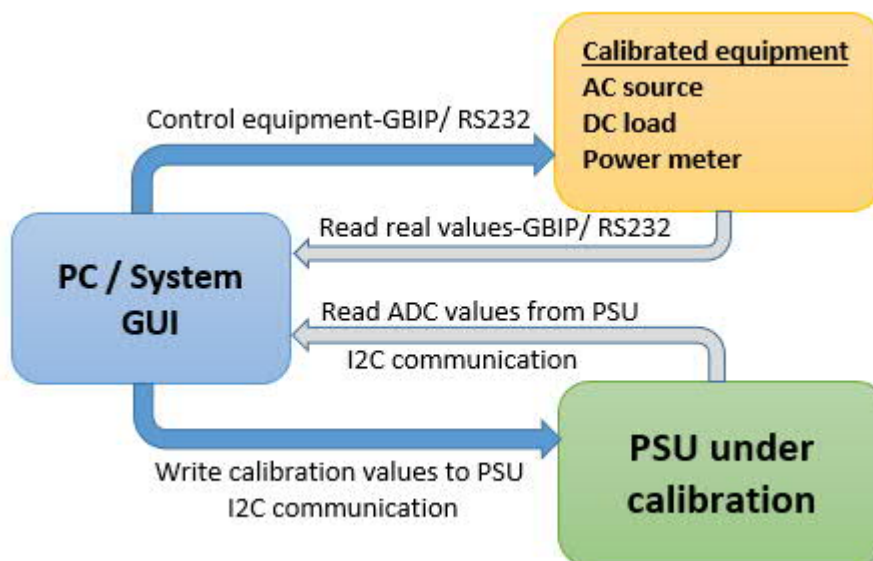 Calibrated equipment
AC source
DC load
Power meter
Control equipment-GBIP/ RS232
Read real values-GBIP/ RS232
PC / System
GUI
Read ADC values from PSU
I2C communication
PSU under
calibration
Write calibration values to PSU
I2C communication